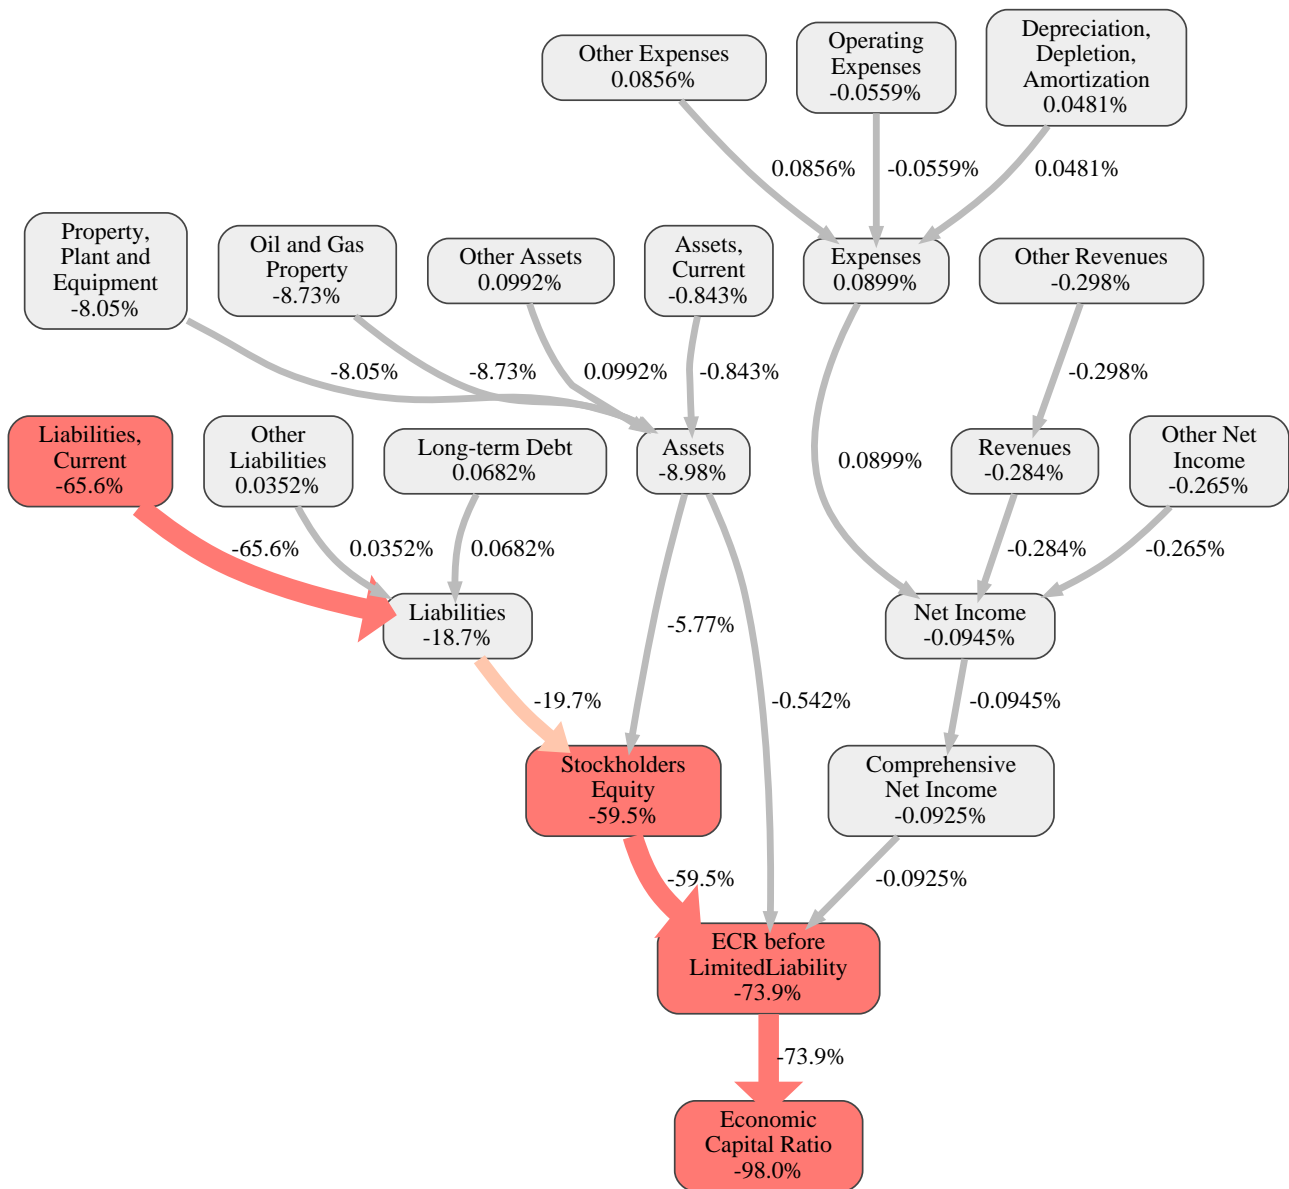 Other Expenses
0.0856%
Operating
Expenses
-0.0559%
Depreciation,
Depletion,
Amortization
0.0481%
0.0856%
-0.0559%
0.0481%
Property,
Plant and
Equipment
-8.05%
Oil and Gas
Property
-8.73%
Other Assets
0.0992%
Assets,
Current
-0.843%
Expenses
0.0899%
Other Revenues
-0.298%
-8.05%
-8.73%
0.0992%
-0.843%
-0.298%
Liabilities,
Current
-65.6%
Other
Liabilities
0.0352%
Long-term Debt
0.0682%
Assets
-8.98%
0.0899%
Revenues
-0.284%
Other Net
Income
-0.265%
-65.6%
0.0352%
0.0682%
-0.284%
-0.265%
Liabilities
-18.7%
-5.77%
Net Income
-0.0945%
-19.7%
-0.542%
-0.0945%
Stockholders
Equity
-59.5%
Comprehensive
Net Income
-0.0925%
-59.5%
-0.0925%
ECR before
LimitedLiability
-73.9%
-73.9%
Economic
Capital Ratio
-98.0%